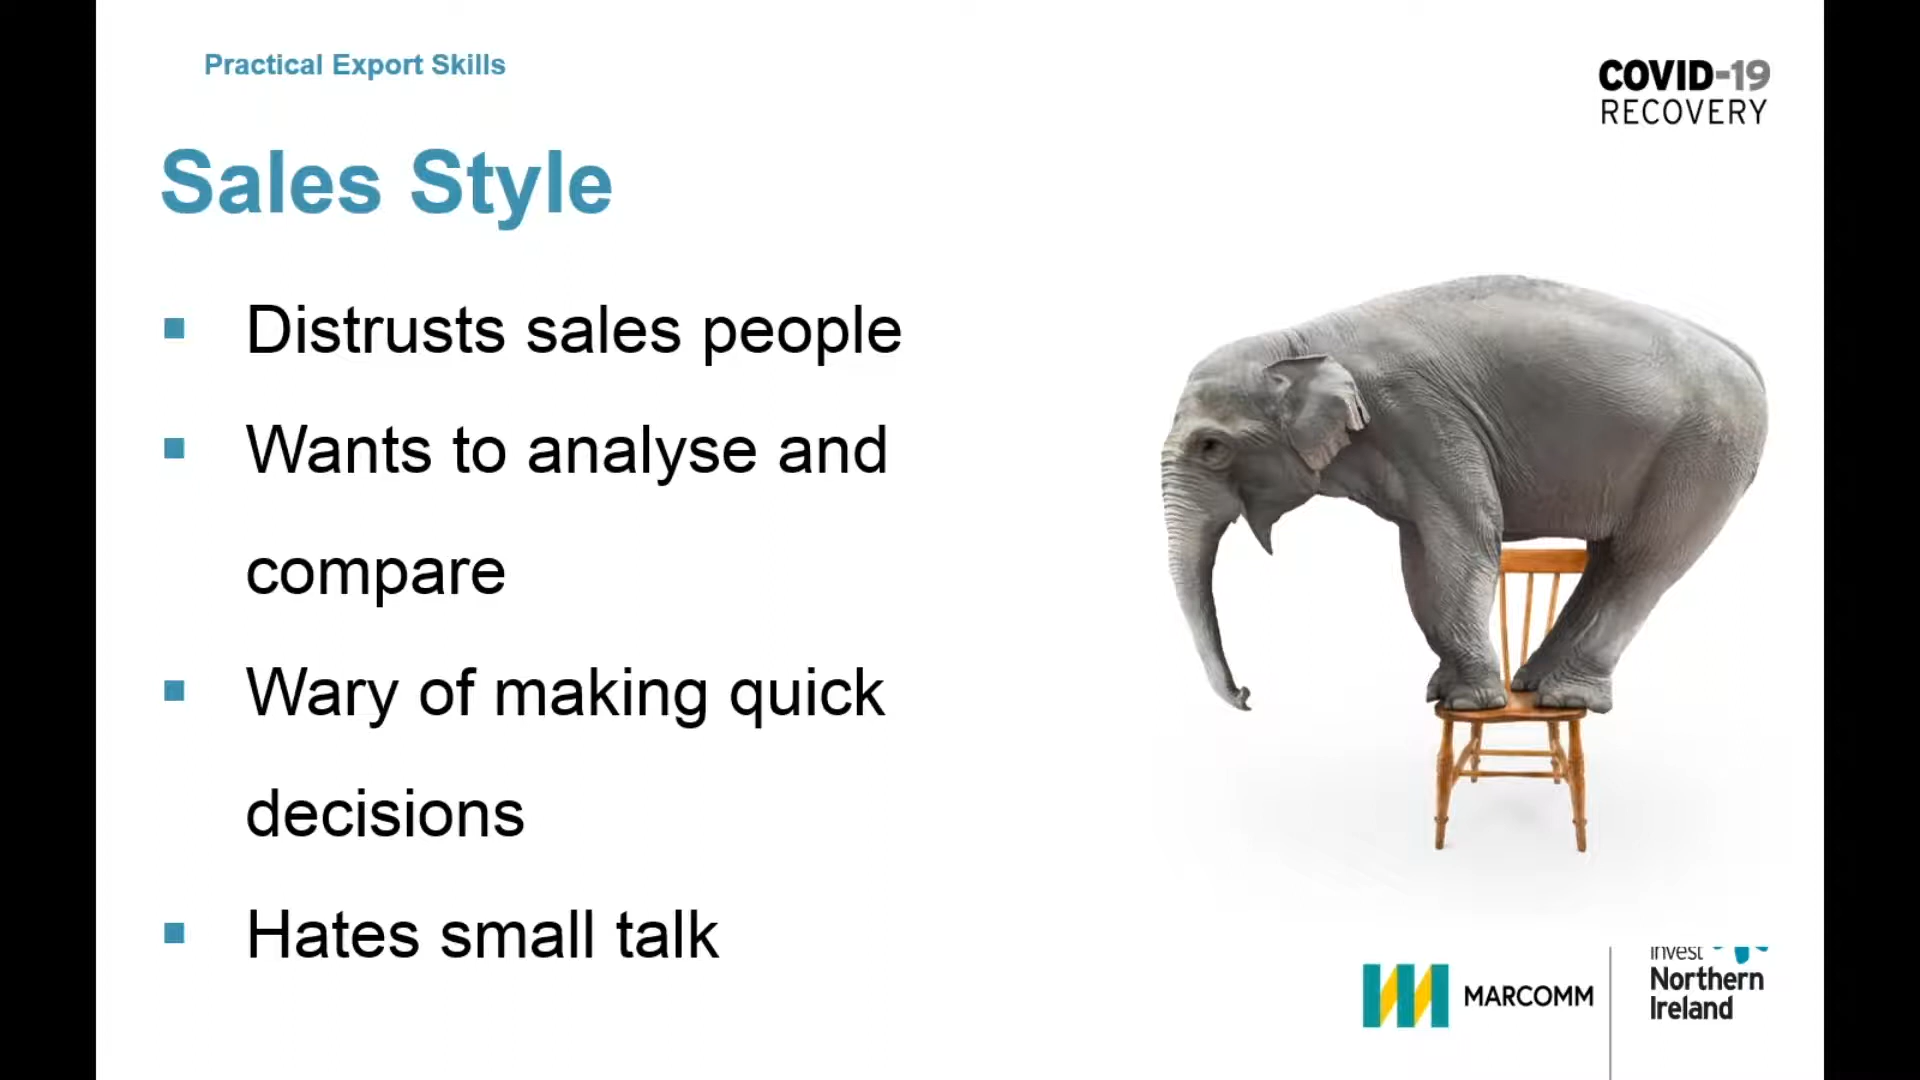 Practical Export Skills
COVID-19
RECOVERY
Sales Style
Distrusts sales people
Wants to analyse and
compare
Wary of making quick
decisions
Hates small talk
MARCOMM
invest
Northern
Ireland